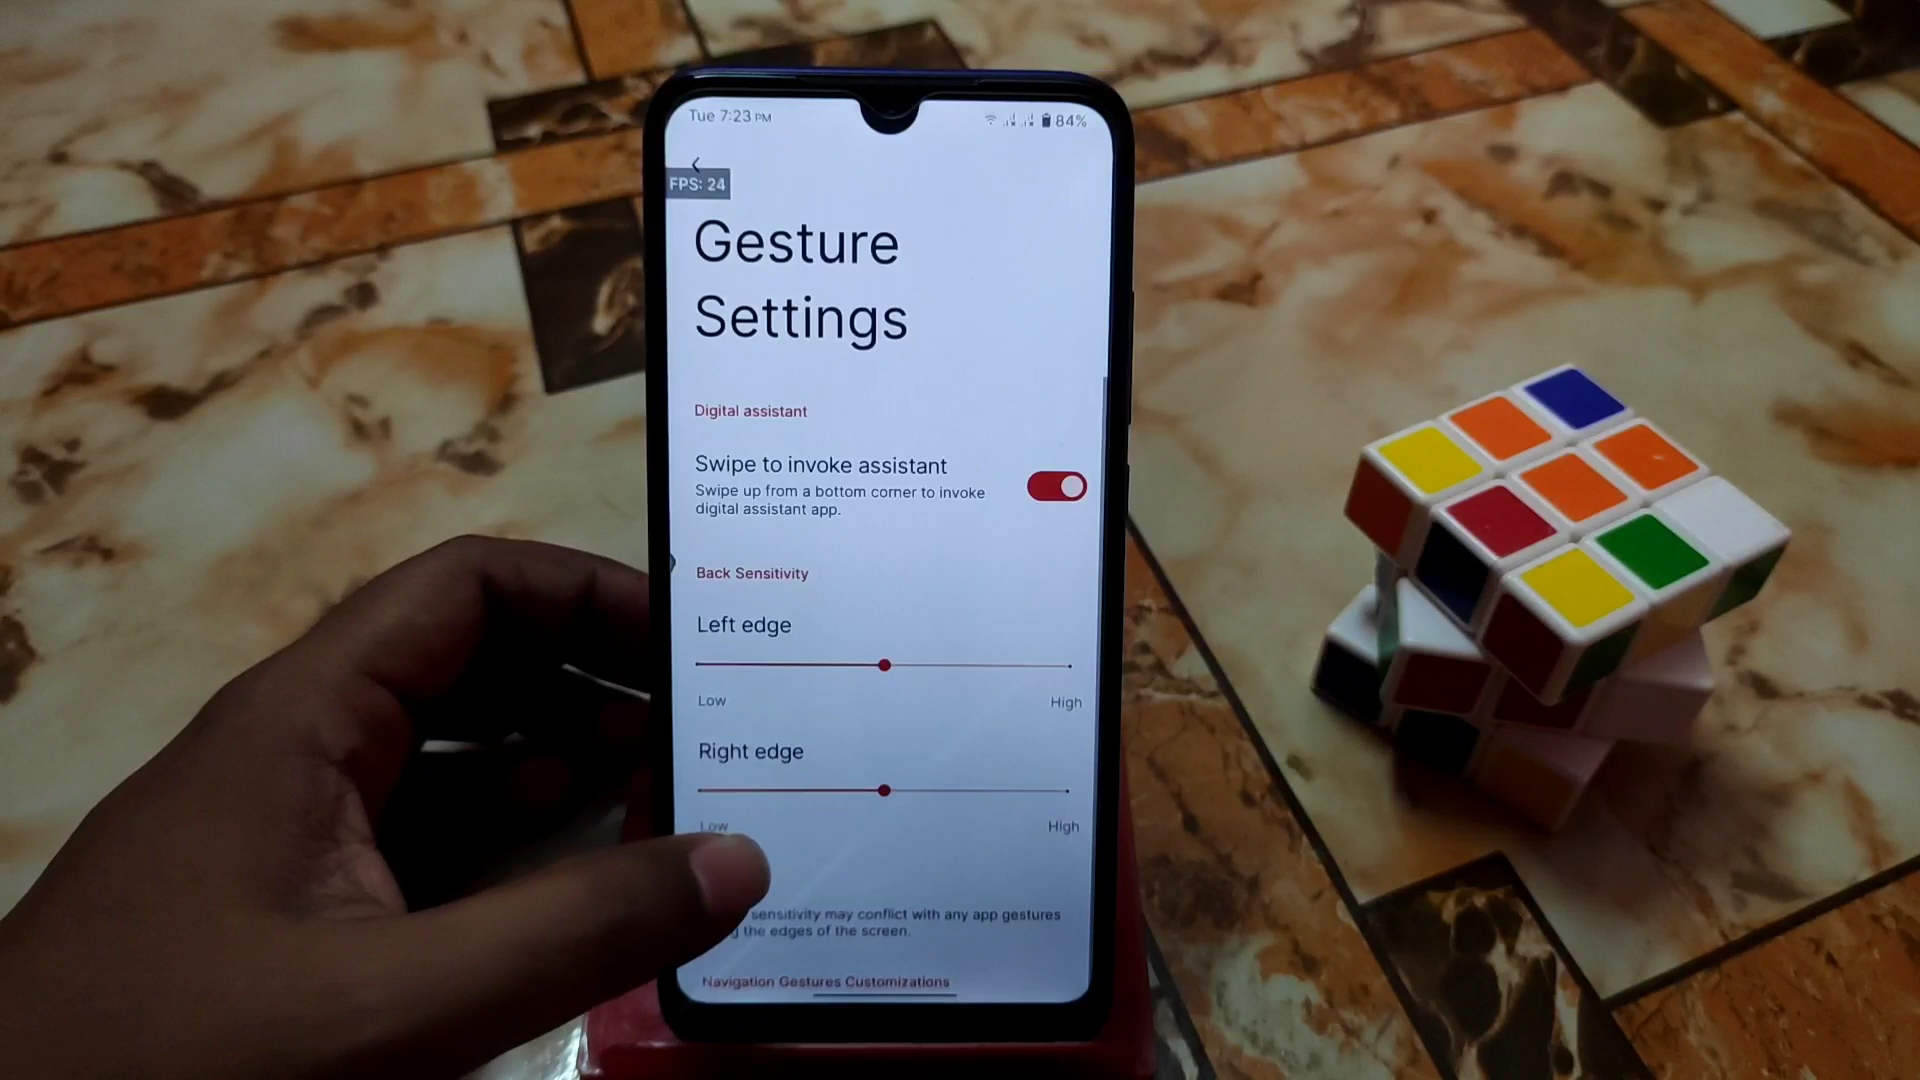 Tue 7:23 PM
84%
FPS: 24
Gesture
Settings
Digital assistant
Swipe to invoke assistant
Swipe up from a bottom corner to invoke
digital assistant app.
Back Sensitivity
Left edge
Low High
Right edge
Low High
sensitivity may conflict with any app gestures
the edges of the screen.
Navigation Gestures Customizations